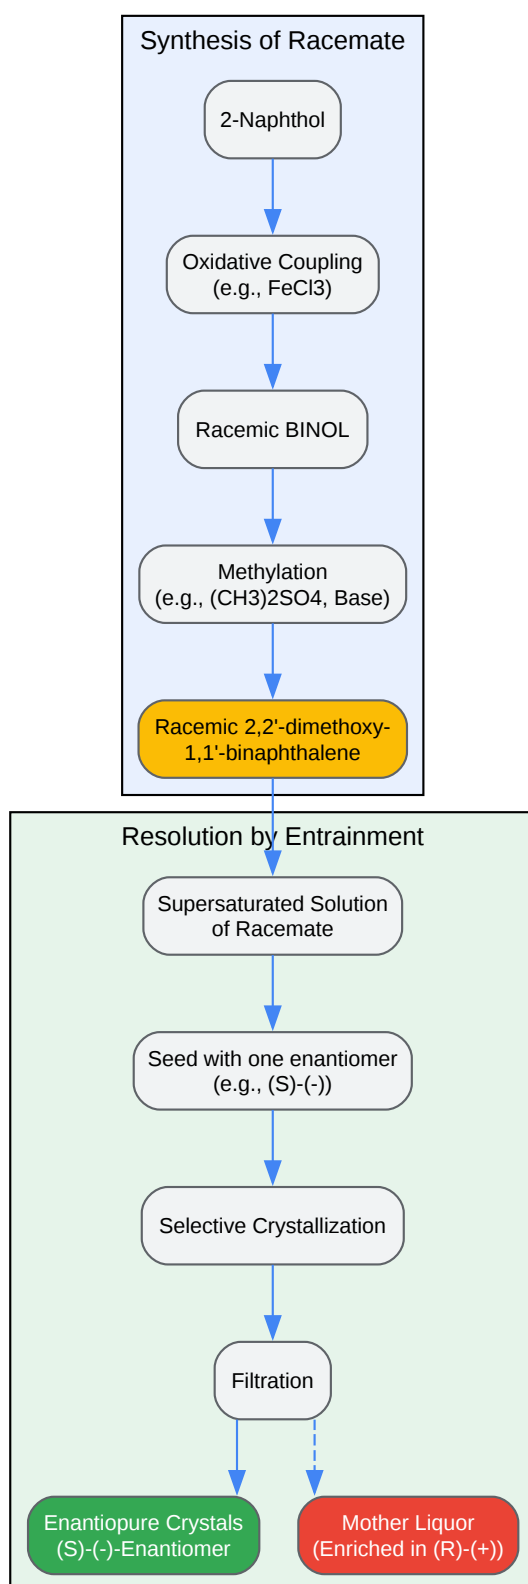 Synthesis of Racemate
2-Naphthol
Oxidative Coupling
(e.g., FeCl3)
Racemic BINOL
Methylation
(e.g., (CH3)2SO4, Base)
Racemic 2,2'-dimethoxy-
1,1'-binaphthalene
Resolution by Entrainment
Supersaturated Solution
of Racemate
Seed with one enantiomer
(e.g., (S)-(-))
Selective Crystallization
Filtration
Enantiopure Crystals
(S)-(-)-Enantiomer
Mother Liquor
(Enriched in (R)-(+))